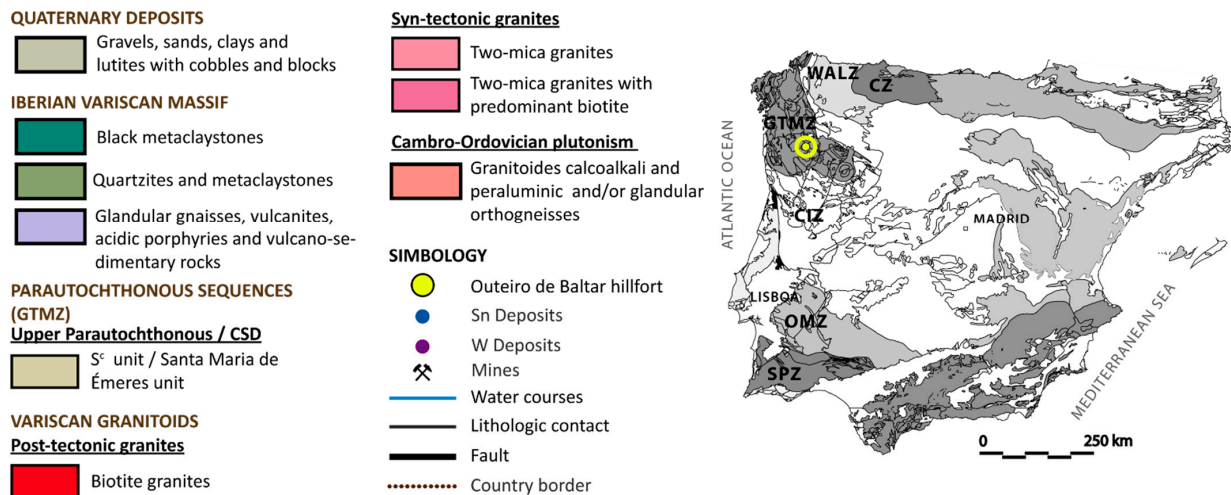 QUATERNARY DEPOSITS
Gravels, sands, clays and
lutites with cobbles and blocks
IBERIAN VARISCAN MASSIF
Black metaclaystones
Quartzites and metaclaystones
Glandular gnaisses, vulcanites,
acidic porphyries and vulcano-se-
dimentary rocks
PARAUTOCHTHONOUS SEQUENCES
(GTMZ)
Upper Parautochthonous / CSD
Sᶜ unit / Santa Maria de
Émeres unit
VARISCAN GRANITOIDS
Post-tectonic granites
Biotite granites
Syn-tectonic granites
Two-mica granites
Two-mica granites with
predominant biotite
Cambro-Ordovician plutonism
Granitoides calcoalkali and
peraluminic and/or glandular
orthogneisses
SIMBOLOGY
Outeiro de Baltar hillfort
Sn Deposits
W Deposits
Mines
Water courses
Lithologic contact
Fault
Country border
WALZ
CZ
GTMZ
ATLANTIC OCEAN
CIZ
MADRID
LISBOA
OMZ
SPZ
MEDITERRANEAN SEA
0 250 km